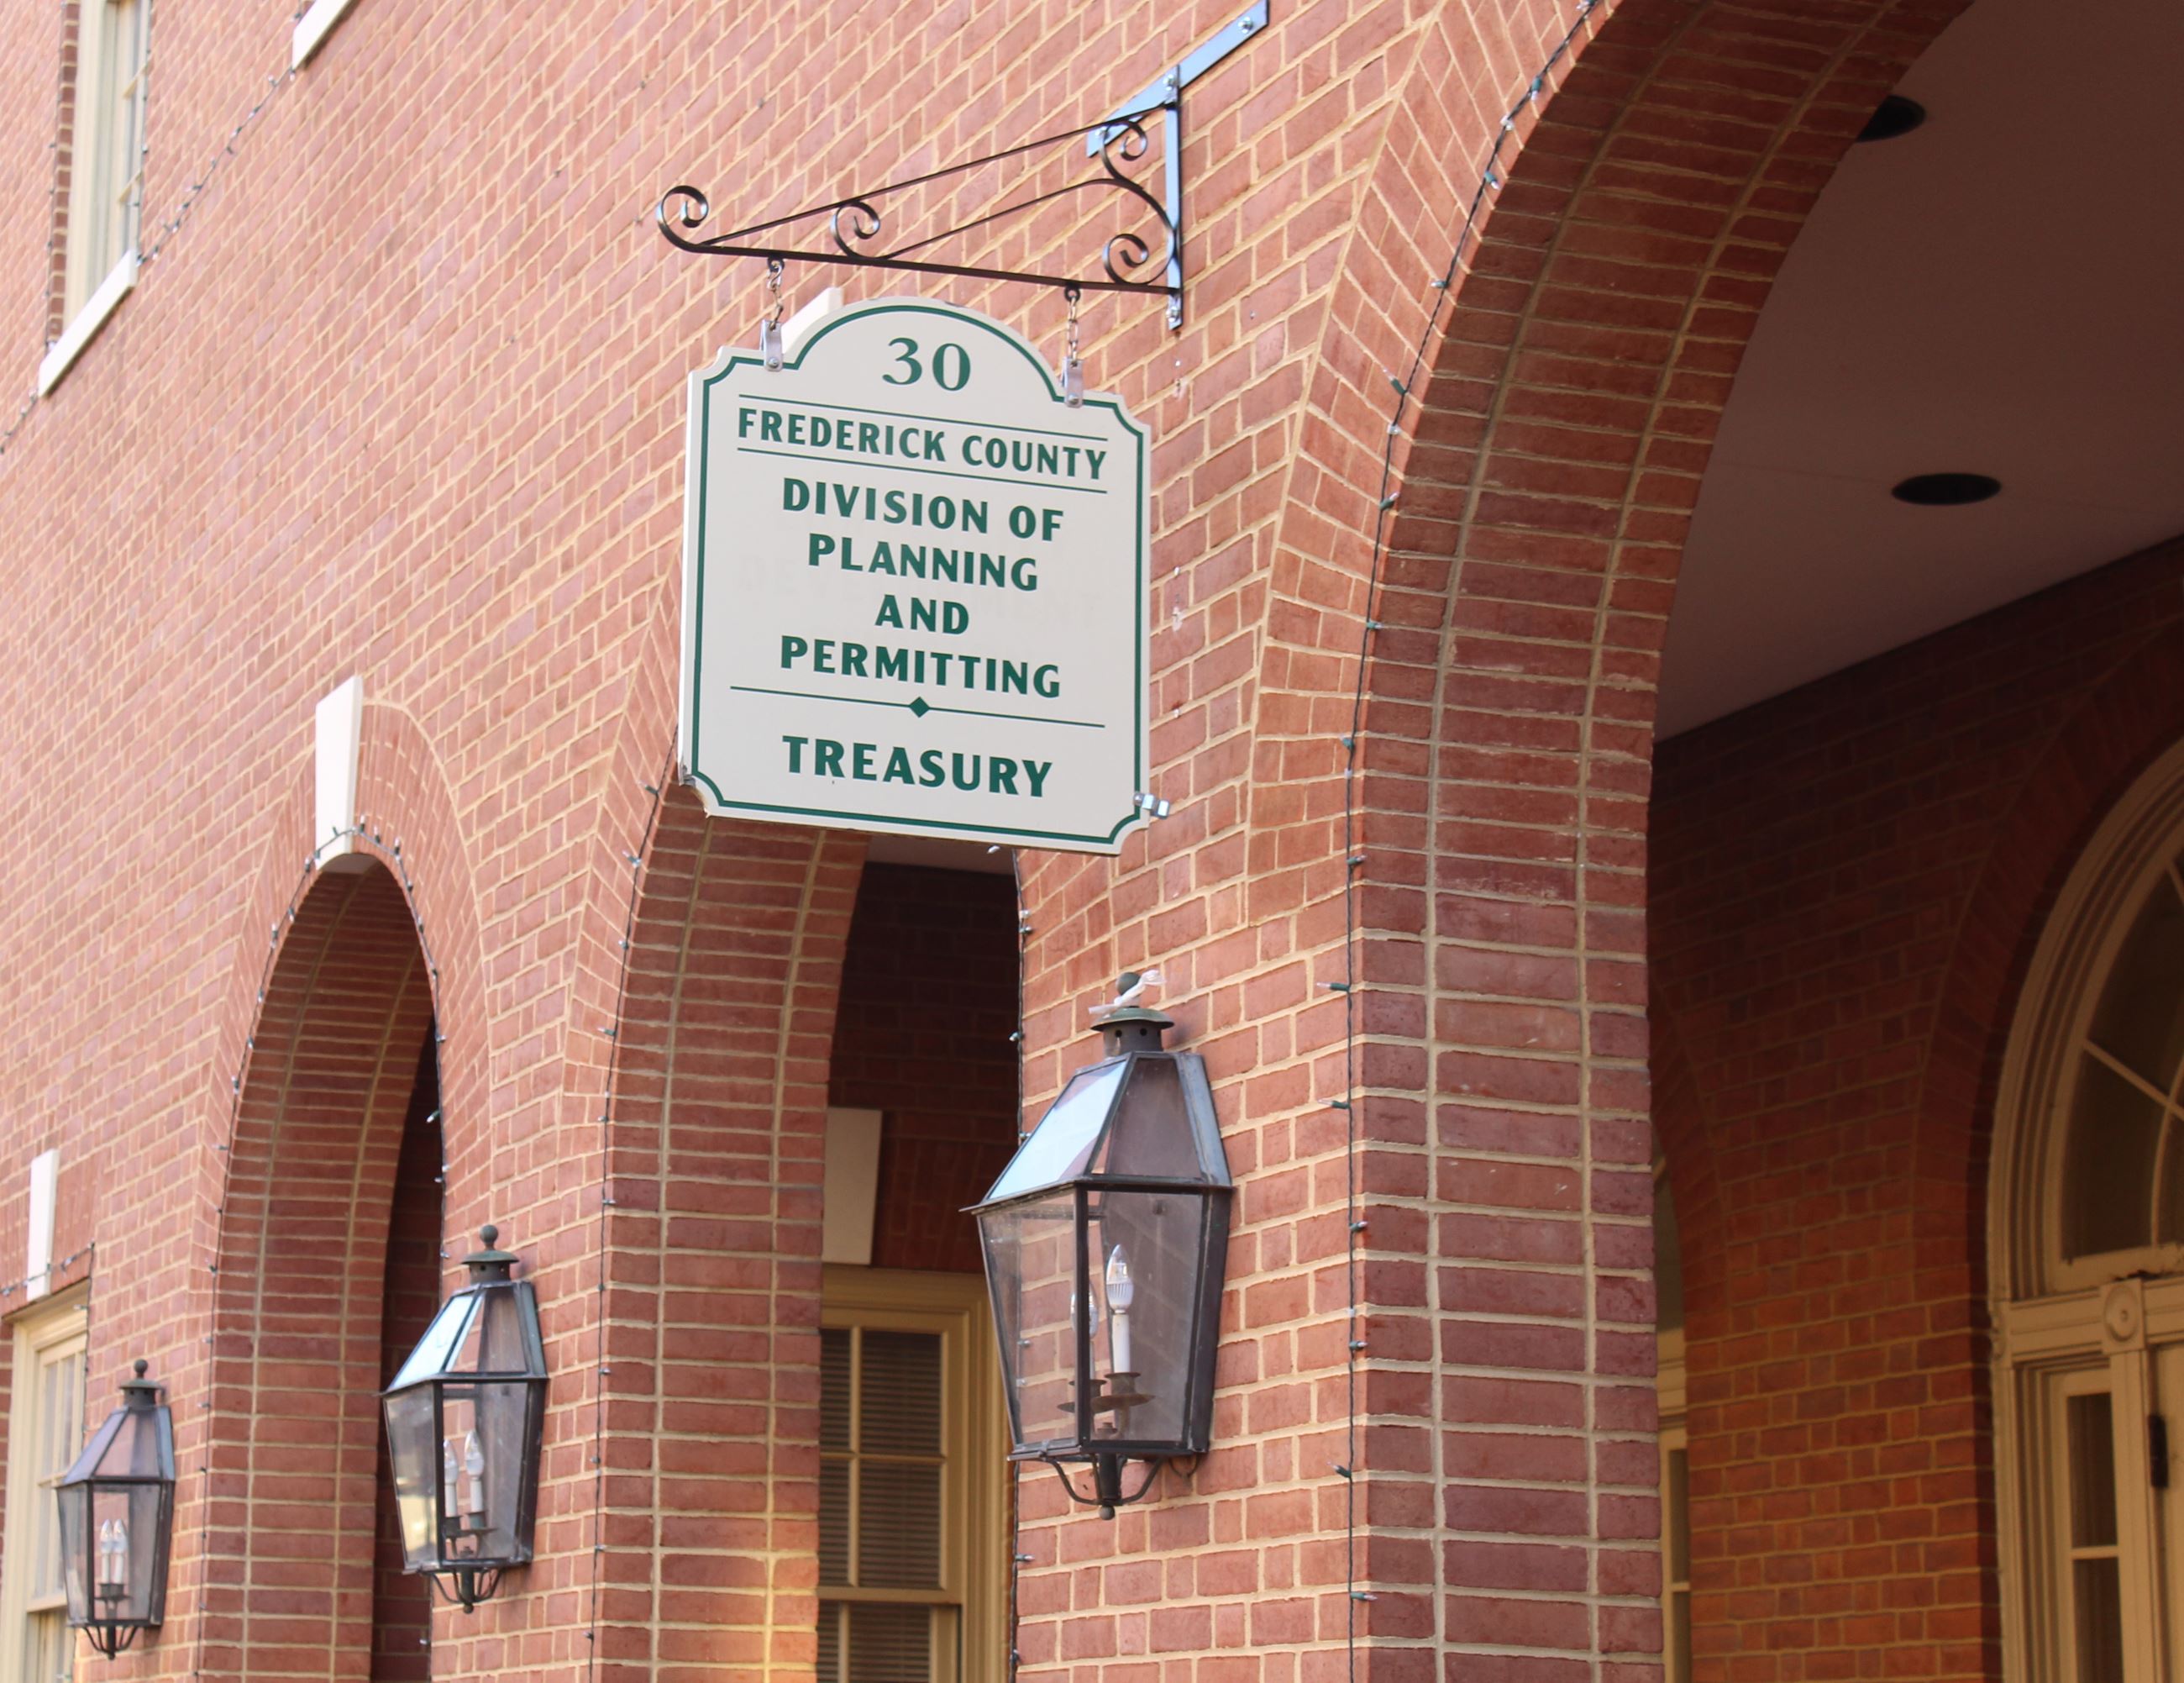 30
FREDERICK COUNTY
DIVISION OF
PLANNING
AND
PERMITTING
TREASURY